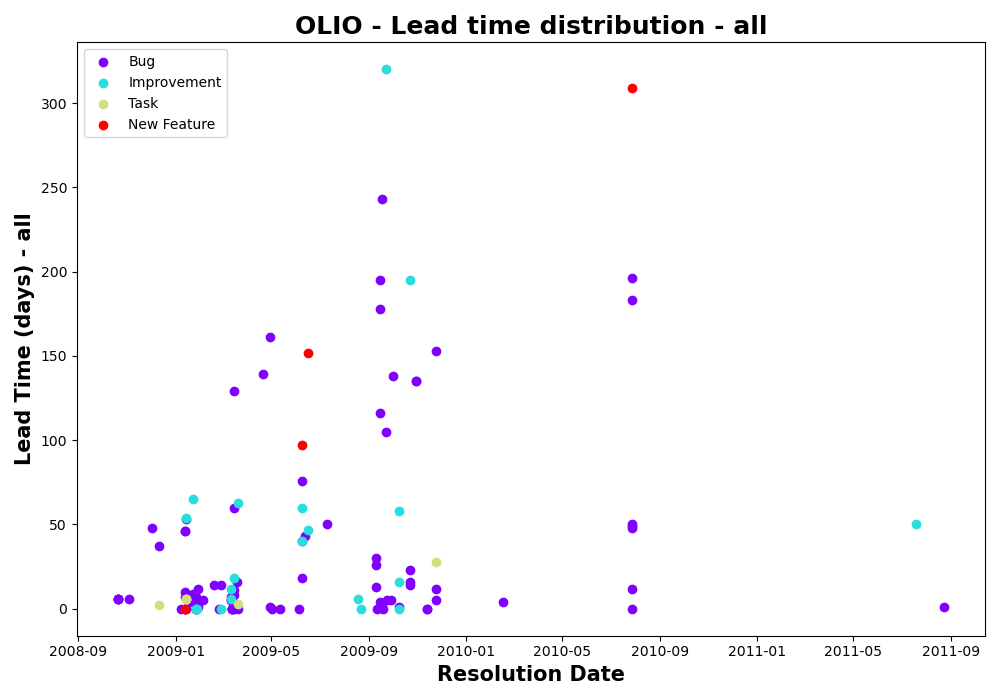 OLIO - Lead time distribution - all
Bug
Improvement
Task
New Feature
Lead Time (days) - all
300
250
200
150
100
50
0
2008-09 2009-01 2009-05 2009-09 2010-01 2010-05 2010-09 2011-01 2011-05 2011-09
Resolution Date